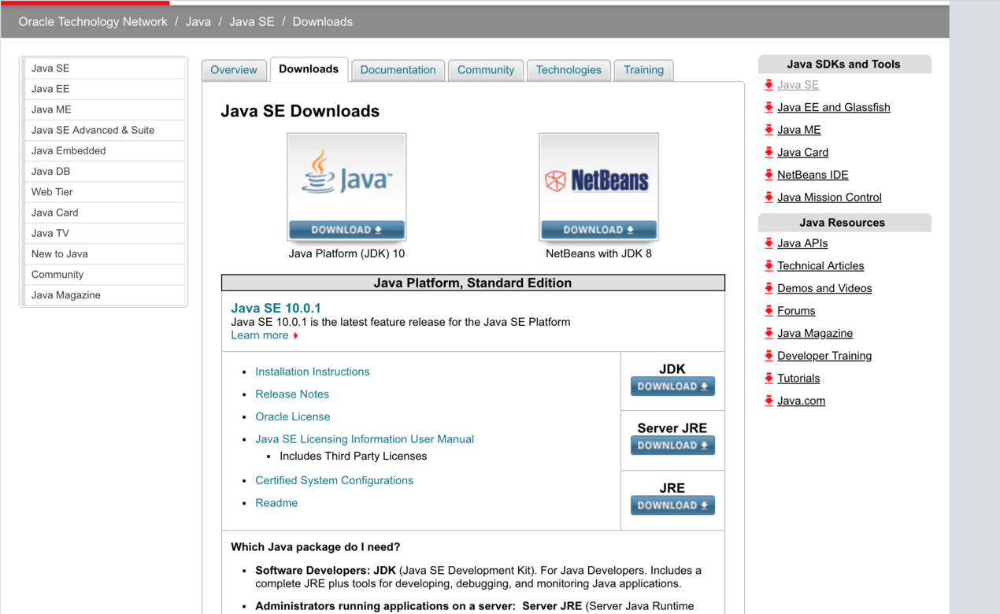 Oracle Technology Network / Java / Java SE / Downloads
Java SE
Java EE
Java ME
Java SE Advanced & Suite
Java Embedded
Java DB
Web Tier
Java Card
Java TV
New to Java
Community
Java Magazine
Overview Downloads Documentation Community Technologies Training
Java SE Downloads
Java™
DOWNLOAD
Java Platform (JDK) 10
NetBeans
DOWNLOAD
NetBeans with JDK 8
Java Platform, Standard Edition
Java SE 10.0.1
Java SE 10.0.1 is the latest feature release for the Java SE Platform
Learn more
Installation Instructions
Release Notes
Oracle License
Java SE Licensing Information User Manual
Includes Third Party Licenses
Certified System Configurations
Readme
JDK
DOWNLOAD
Server JRE
DOWNLOAD
JRE
DOWNLOAD
Which Java package do I need?
Software Developers: JDK (Java SE Development Kit). For Java Developers. Includes a
complete JRE plus tools for developing, debugging, and monitoring Java applications.
Administrators running applications on a server: Server JRE (Server Java Runtime
Java SDKs and Tools
Java SE
Java EE and Glassfish
Java ME
Java Card
NetBeans IDE
Java Mission Control
Java Resources
Java APIs
Technical Articles
Demos and Videos
Forums
Java Magazine
Developer Training
Tutorials
Java.com